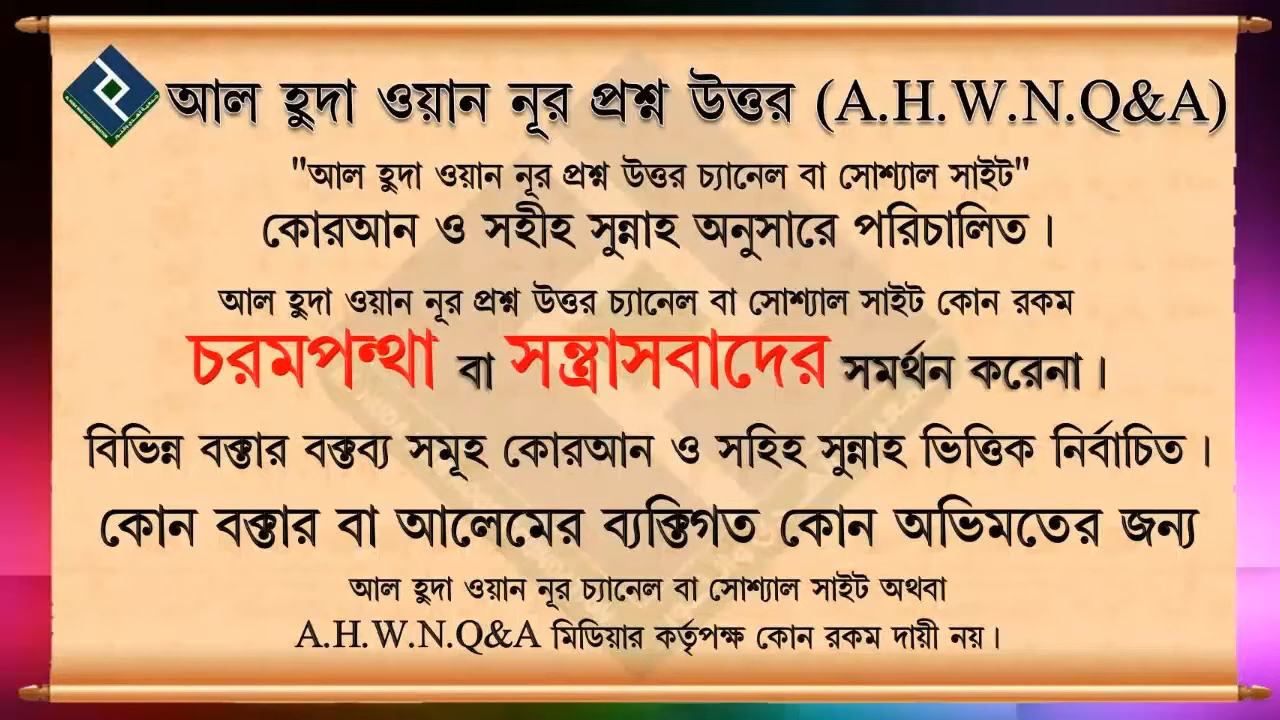 আল হুদা ওয়ান নূর প্রশ্ন উত্তর (A.H.W.N.Q&A)
"আল হুদা ওয়ান নূর প্রশ্ন উত্তর চ্যানেল বা সোশ্যাল সাইট"
কোরআন ও সহীহ সুন্নাহ অনুসারে পরিচালিত।
আল হুদা ওয়ান নূর প্রশ্ন উত্তর চ্যানেল বা সোশ্যাল সাইট কোন রকম
চরমপন্থা বা সন্ত্রাসবাদের সমর্থন করেনা।
বিভিন্ন বক্তার বক্তব্য সমূহ কোরআন ও সহিহ সুন্নাহ ভিত্তিক নির্বাচিত।
কোন বক্তার বা আলেমের ব্যক্তিগত কোন অভিমতের জন্য
আল হুদা ওয়ান নূর চ্যানেল বা সোশ্যাল সাইট অথবা
A.H.W.N.Q&A মিডিয়ার কর্তৃপক্ষ কোন রকম দায়ী নয়।